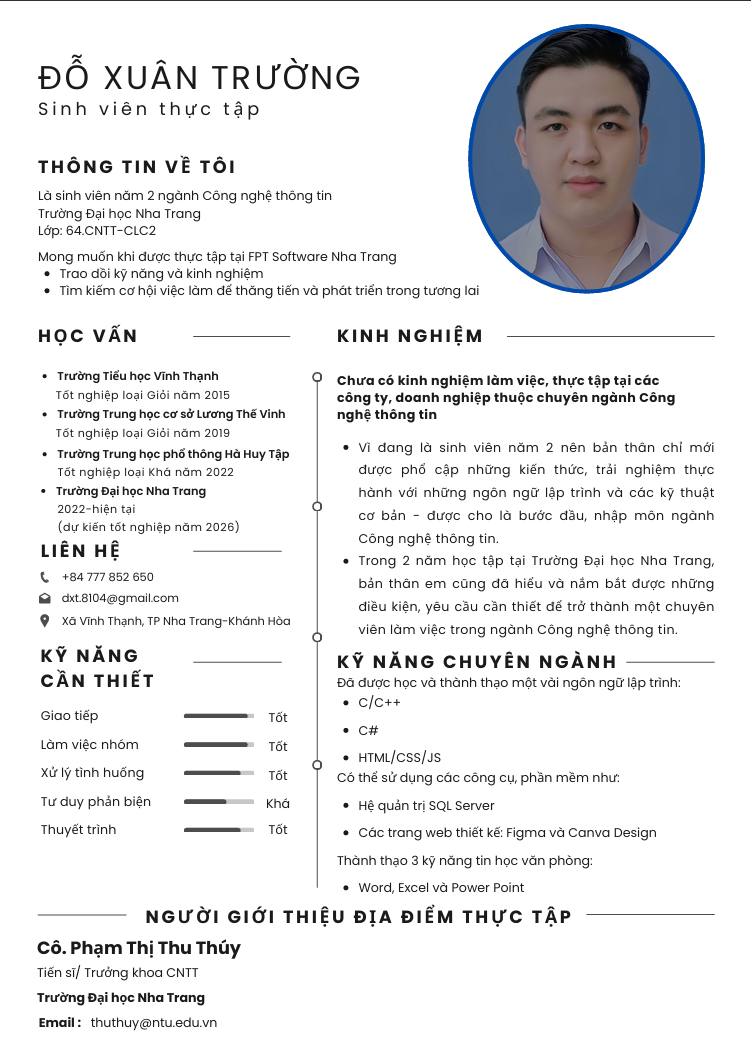 ĐỖ XUÂN TRƯỜNG
Sinh viên thực tập
THÔNG TIN VỀ TÔI
Là sinh viên năm 2 ngành Công nghệ thông tin
Trường Đại học Nha Trang
Lớp: 64.CNTT-CLC2
Mong muốn khi được thực tập tại FPT Software Nha Trang
• Trao dồi kỹ năng và kinh nghiệm
• Tìm kiếm cơ hội việc làm để thăng tiến và phát triển trong tương lai
HỌC VẤN
• Trường Tiểu học Vĩnh Thạnh
Tốt nghiệp loại Giỏi năm 2015
• Trường Trung học cơ sở Lương Thế Vinh
Tốt nghiệp loại Giỏi năm 2019
• Trường Trung học phổ thông Hà Huy Tập
Tốt nghiệp loại Khá năm 2022
• Trường Đại học Nha Trang
2022-hiện tại
(dự kiến tốt nghiệp năm 2026)
LIÊN HỆ
+84 777 852 650
dxt.8104@gmail.com
Xã Vĩnh Thạnh, TP Nha Trang-Khánh Hòa
KỸ NĂNG
CẦN THIẾT
Giao tiếp Tốt
Làm việc nhóm Tốt
Xử lý tình huống Tốt
Tư duy phản biện Khá
Thuyết trình Tốt
KINH NGHIỆM
Chưa có kinh nghiệm làm việc, thực tập tại các
công ty, doanh nghiệp thuộc chuyên ngành Công
nghệ thông tin
• Vì đang là sinh viên năm 2 nên bản thân chỉ mới
được phổ cập những kiến thức, trải nghiệm thực
hành với những ngôn ngữ lập trình và các kỹ thuật
cơ bản - được cho là bước đầu, nhập môn ngành
Công nghệ thông tin.
• Trong 2 năm học tập tại Trường Đại học Nha Trang,
bản thân em cũng đã hiểu và nắm bắt được những
điều kiện, yêu cầu cần thiết để trở thành một chuyên
viên làm việc trong ngành Công nghệ thông tin.
KỸ NĂNG CHUYÊN NGÀNH
Đã được học và thành thạo một vài ngôn ngữ lập trình:
• C/C++
• C#
• HTML/CSS/JS
Có thể sử dụng các công cụ, phần mềm như:
• Hệ quản trị SQL Server
• Các trang web thiết kế: Figma và Canva Design
Thành thạo 3 kỹ năng tin học văn phòng:
• Word, Excel và Power Point
NGƯỜI GIỚI THIỆU ĐỊA ĐIỂM THỰC TẬP
Cô. Phạm Thị Thu Thúy
Tiến sĩ/ Trưởng khoa CNTT
Trường Đại học Nha Trang
Email : thuthuy@ntu.edu.vn